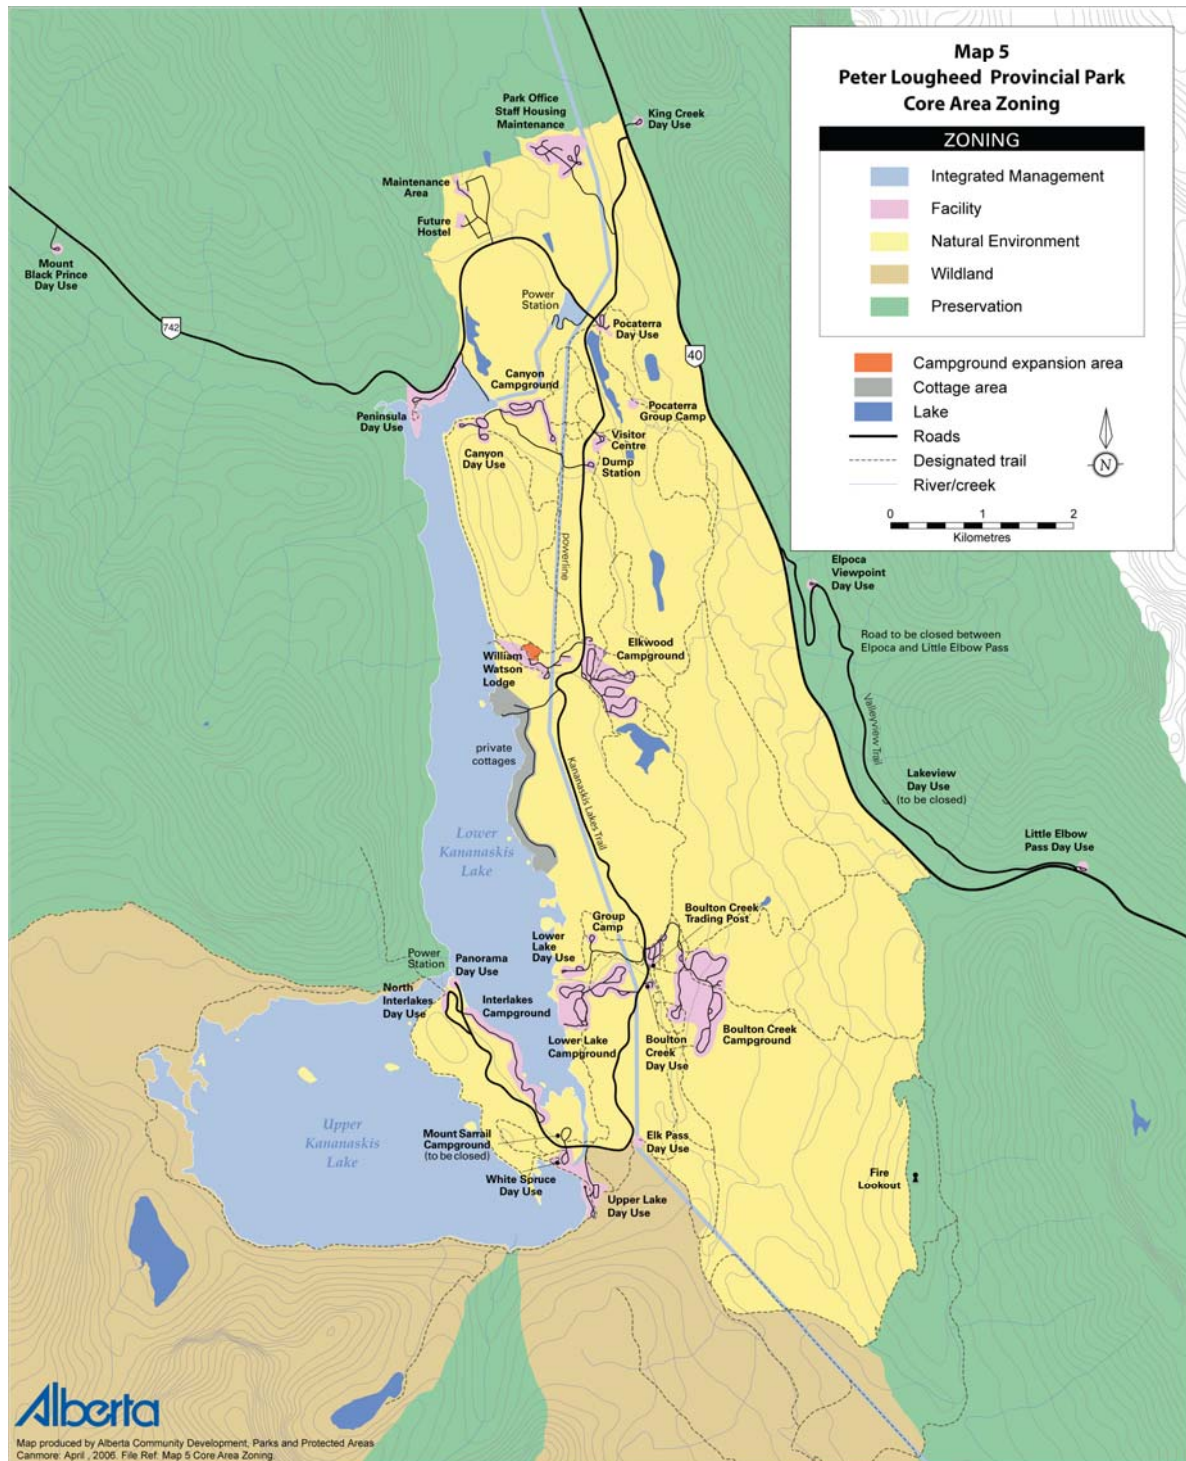 Map 5
Peter Lougheed Provincial Park
Core Area Zoning
ZONING
Integrated Management
Facility
Natural Environment
Wildland
Preservation
Campground expansion area
Cottage area
Lake
Roads
Designated trail
River/creek
N
0 1 2
Kilometres
Park Office
Staff Housing
Maintenance
King Creek
Day Use
Maintenance
Area
Future
Hostel
Mount
Black Prince
Day Use
742
Power
Station
Pocaterra
Day Use
40
Canyon
Campground
Peninsula
Day Use
Pocaterra
Group Camp
Canyon
Day Use
Visitor
Centre
Dump
Station
powerline
Elpoca
Viewpoint
Day Use
Road to be closed between
Elpoca and Little Elbow Pass
Elkwood
Campground
William
Watson
Lodge
Valleyview Trail
private
cottages
Kananaskis Lakes Trail
Lakeview
Day Use
(to be closed)
Lower
Kananaskis
Lake
Little Elbow
Pass Day Use
Boulton Creek
Trading Post
Group
Camp
Lower
Lake
Day Use
Power
Station
Panorama
Day Use
North
Interlakes
Day Use
Interlakes
Campground
Lower Lake
Campground
Boulton
Creek
Day Use
Boulton Creek
Campground
Upper
Kananaskis
Lake
Mount Sarrail
Campground
(to be closed)
Elk Pass
Day Use
White Spruce
Day Use
Upper Lake
Day Use
Fire
Lookout
Alberta
Map produced by Alberta Community Development, Parks and Protected Areas
Canmore: April , 2006. File Ref: Map 5 Core Area Zoning.